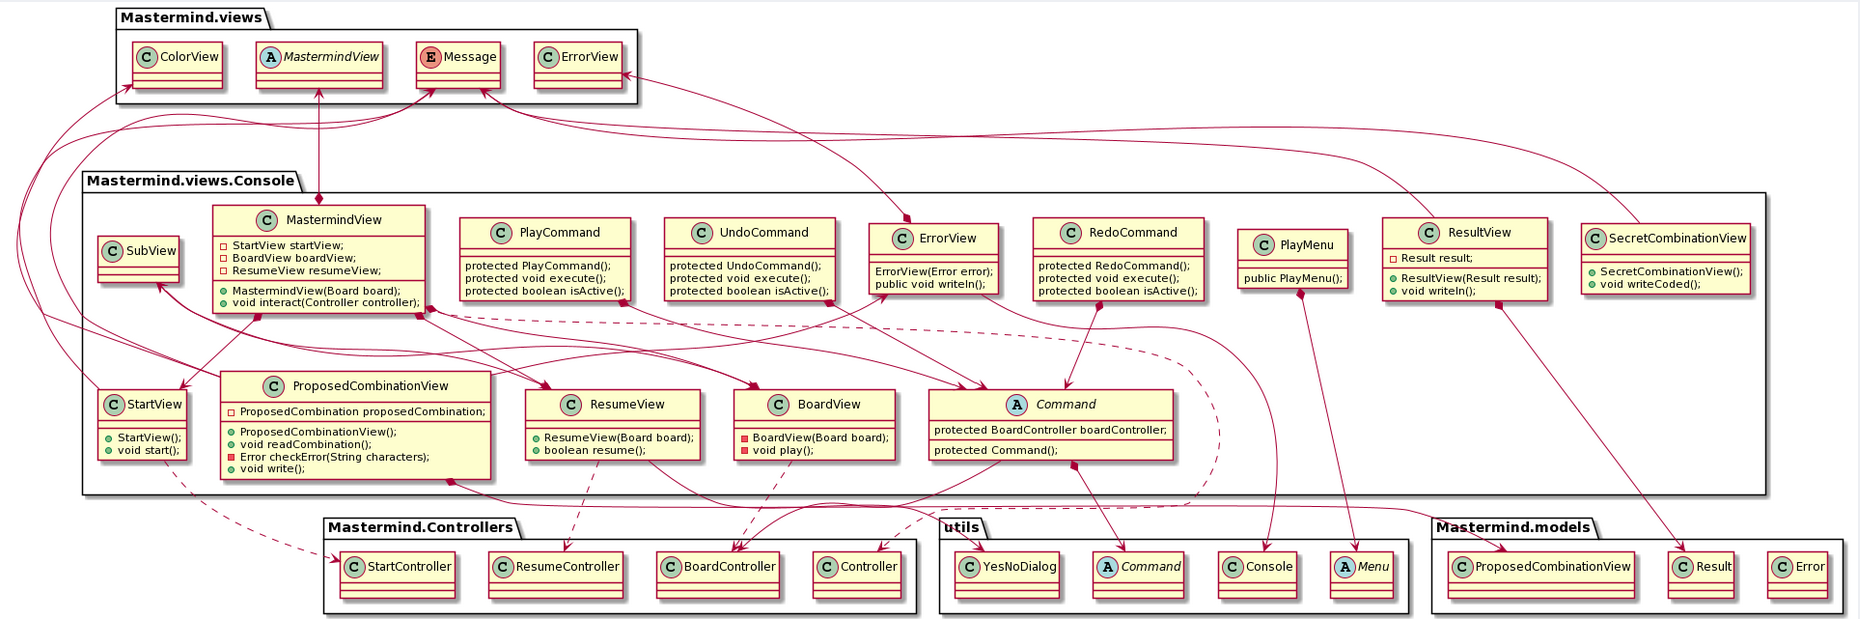 Mastermind.views
C ColorView
A MastermindView
E Message
C ErrorView
Mastermind.views.Console
C SubView
C MastermindView
StartView startView;
BoardView boardView;
ResumeView resumeView;
MastermindView(Board board);
void interact(Controller controller);
C PlayCommand
protected PlayCommand();
protected void execute();
protected boolean isActive();
C UndoCommand
protected UndoCommand();
protected void execute();
protected boolean isActive();
C ErrorView
ErrorView(Error error);
public void writeln();
C RedoCommand
protected RedoCommand();
protected void execute();
protected boolean isActive();
C PlayMenu
public PlayMenu();
C ResultView
Result result;
ResultView(Result result);
void writeln();
C SecretCombinationView
SecretCombinationView();
void writeCoded();
C StartView
StartView();
void start();
C ProposedCombinationView
ProposedCombination proposedCombination;
ProposedCombinationView();
void readCombination();
Error checkError(String characters);
void write();
C ResumeView
ResumeView(Board board);
boolean resume();
C BoardView
BoardView(Board board);
void play();
A Command
protected BoardController boardController;
protected Command();
Mastermind.Controllers
C StartController
C ResumeController
C BoardController
C Controller
utils
C YesNoDialog
A Command
C Console
A Menu
Mastermind.models
C ProposedCombinationView
C Result
C Error